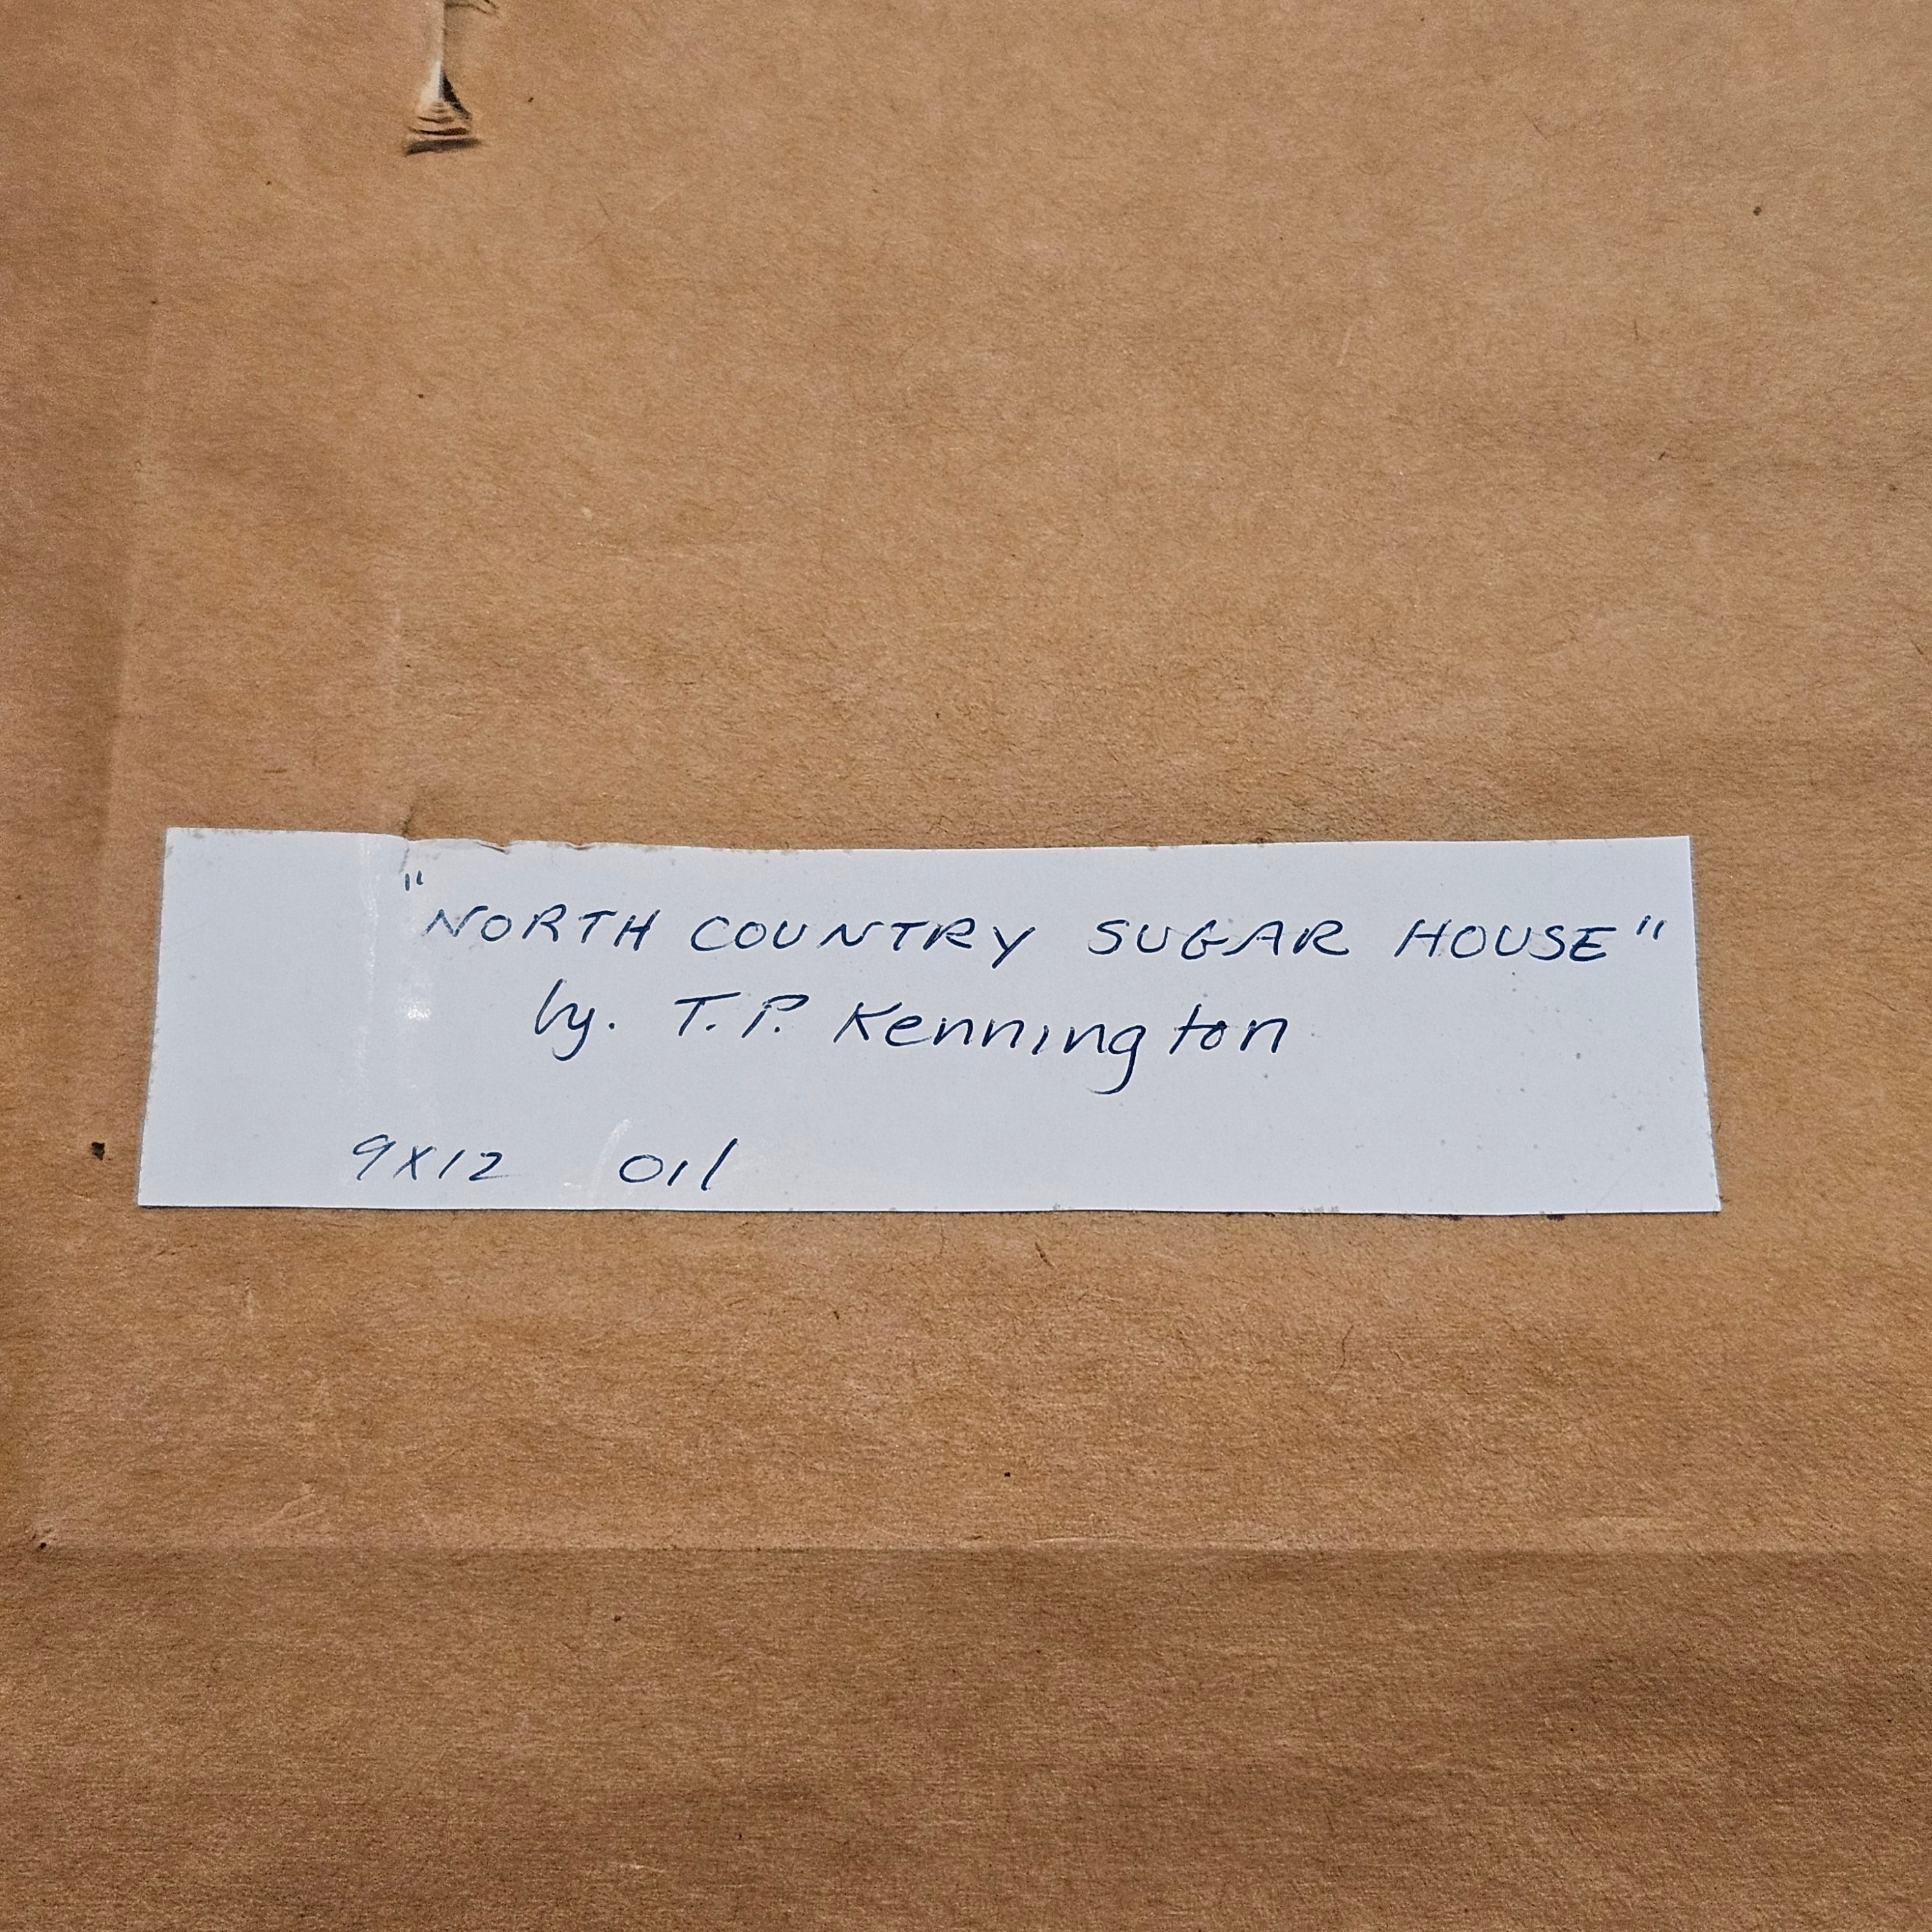 "NORTH COUNTRY SUGAR HOUSE"
by. T.P. Kennington
9X12 Oil